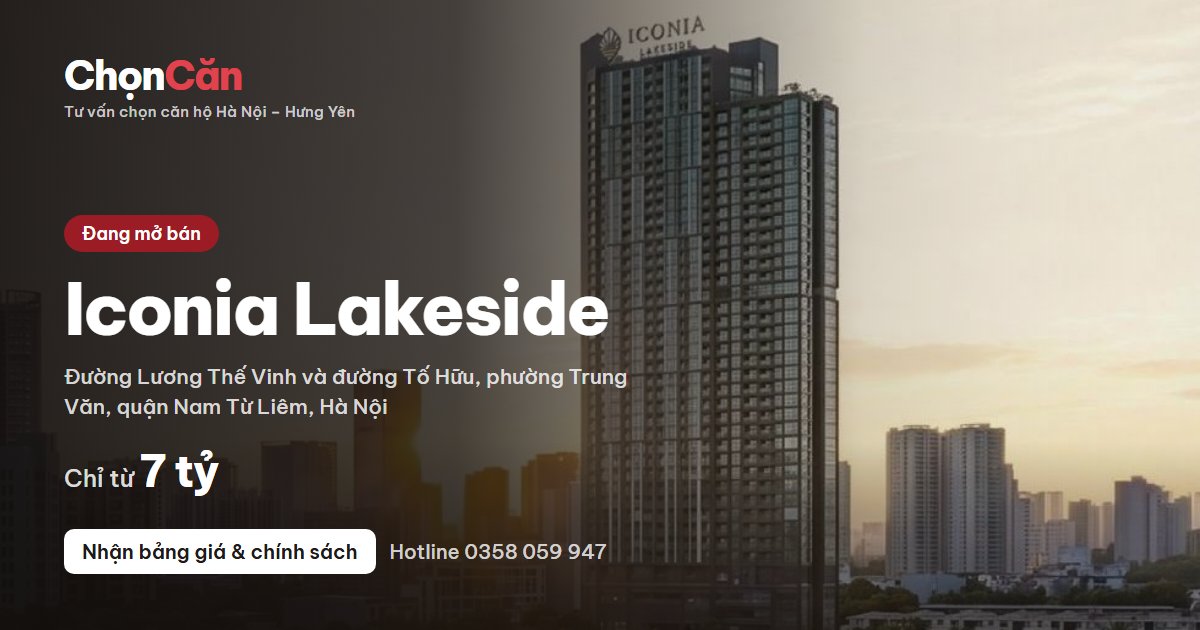 ICONIA
LAKESIDE
ChọnCăn
Tư vấn chọn căn hộ Hà Nội – Hưng Yên
Đang mở bán
Iconia Lakeside
Đường Lương Thế Vinh và đường Tố Hữu, phường Trung
Văn, quận Nam Từ Liêm, Hà Nội
Chỉ từ 7 tỷ
Nhận bảng giá & chính sách
Hotline 0358 059 947